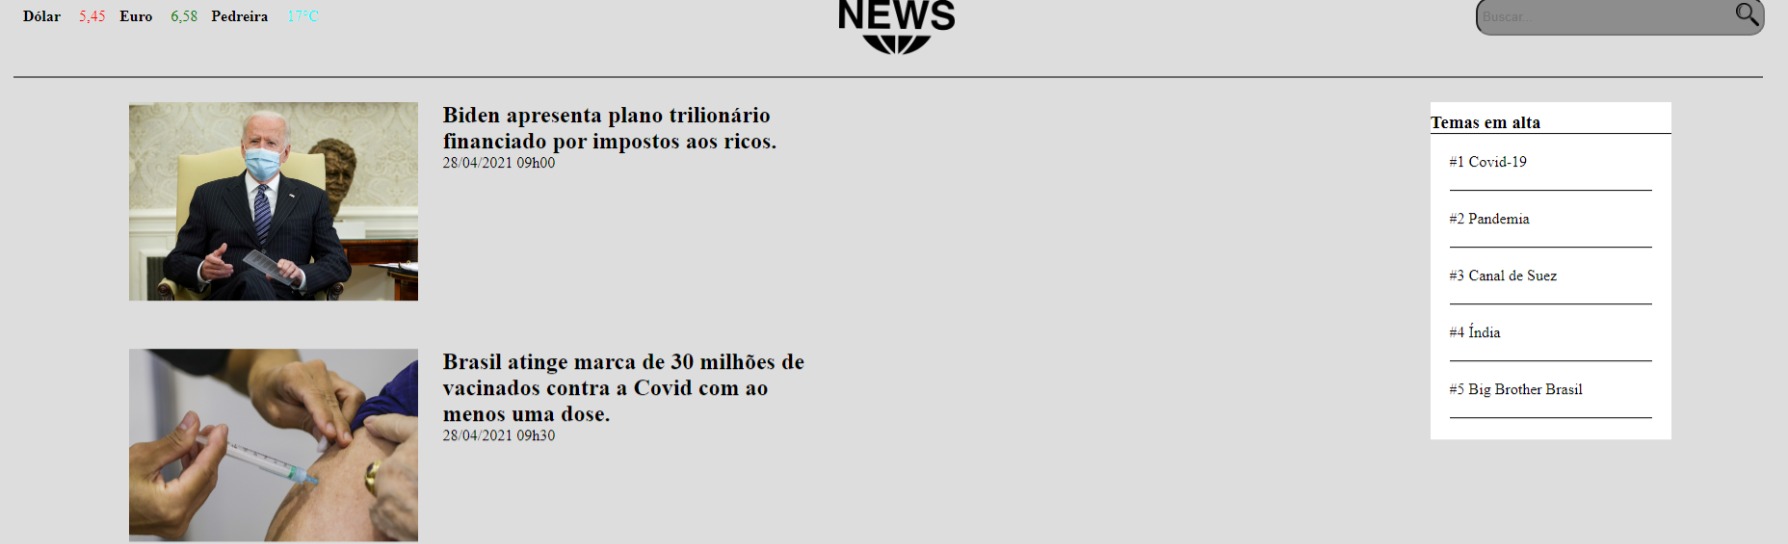 Dólar 5,45 Euro 6,58 Pedreira 17°C
NEWS
Buscar...
Biden apresenta plano trilionário
financiado por impostos aos ricos.
28/04/2021 09h00
Brasil atinge marca de 30 milhões de
vacinados contra a Covid com ao
menos uma dose.
28/04/2021 09h30
Temas em alta
#1 Covid-19
#2 Pandemia
#3 Canal de Suez
#4 Índia
#5 Big Brother Brasil